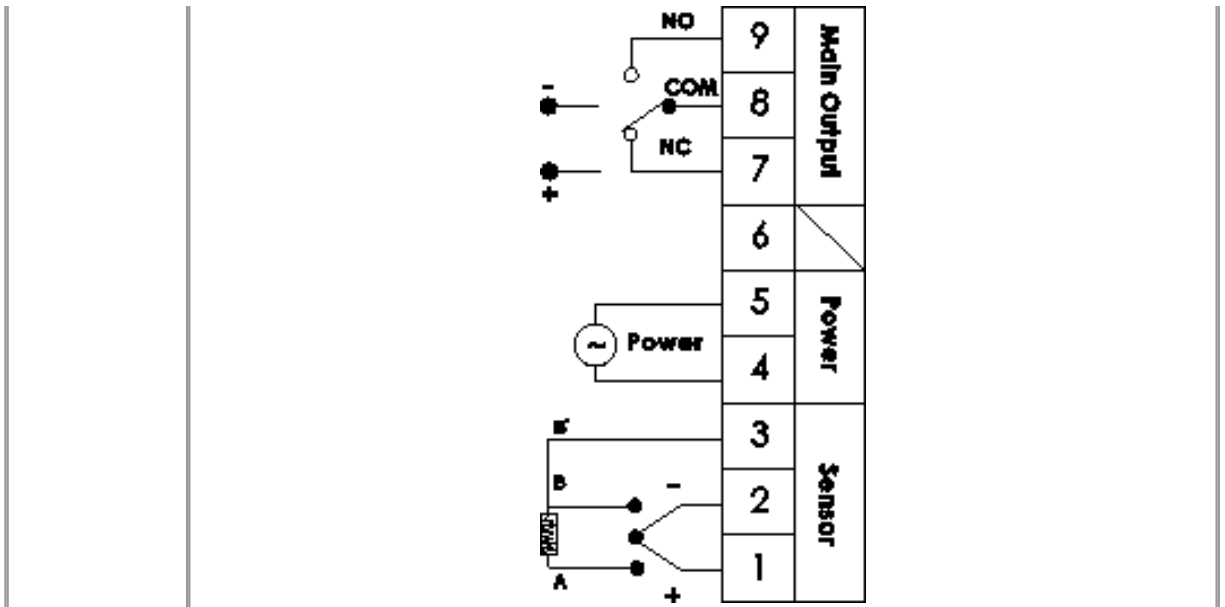 NO
9
Main Output
-
COM
8
NC
7
+
6
5
Power
~
Power
4
B'
3
B
-
2
Sensor
1
A
+